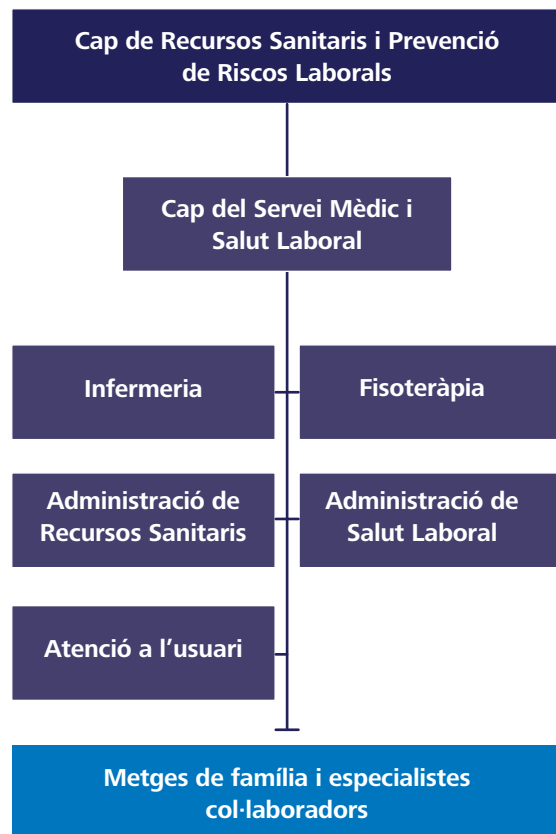 Cap de Recursos Sanitaris i Prevenció
de Riscos Laborals
Cap del Servei Mèdic i
Salut Laboral
Infermeria
Fisoteràpia
Administració de
Recursos Sanitaris
Administració de
Salut Laboral
Atenció a l’usuari
Metges de família i especialistes
col·laboradors